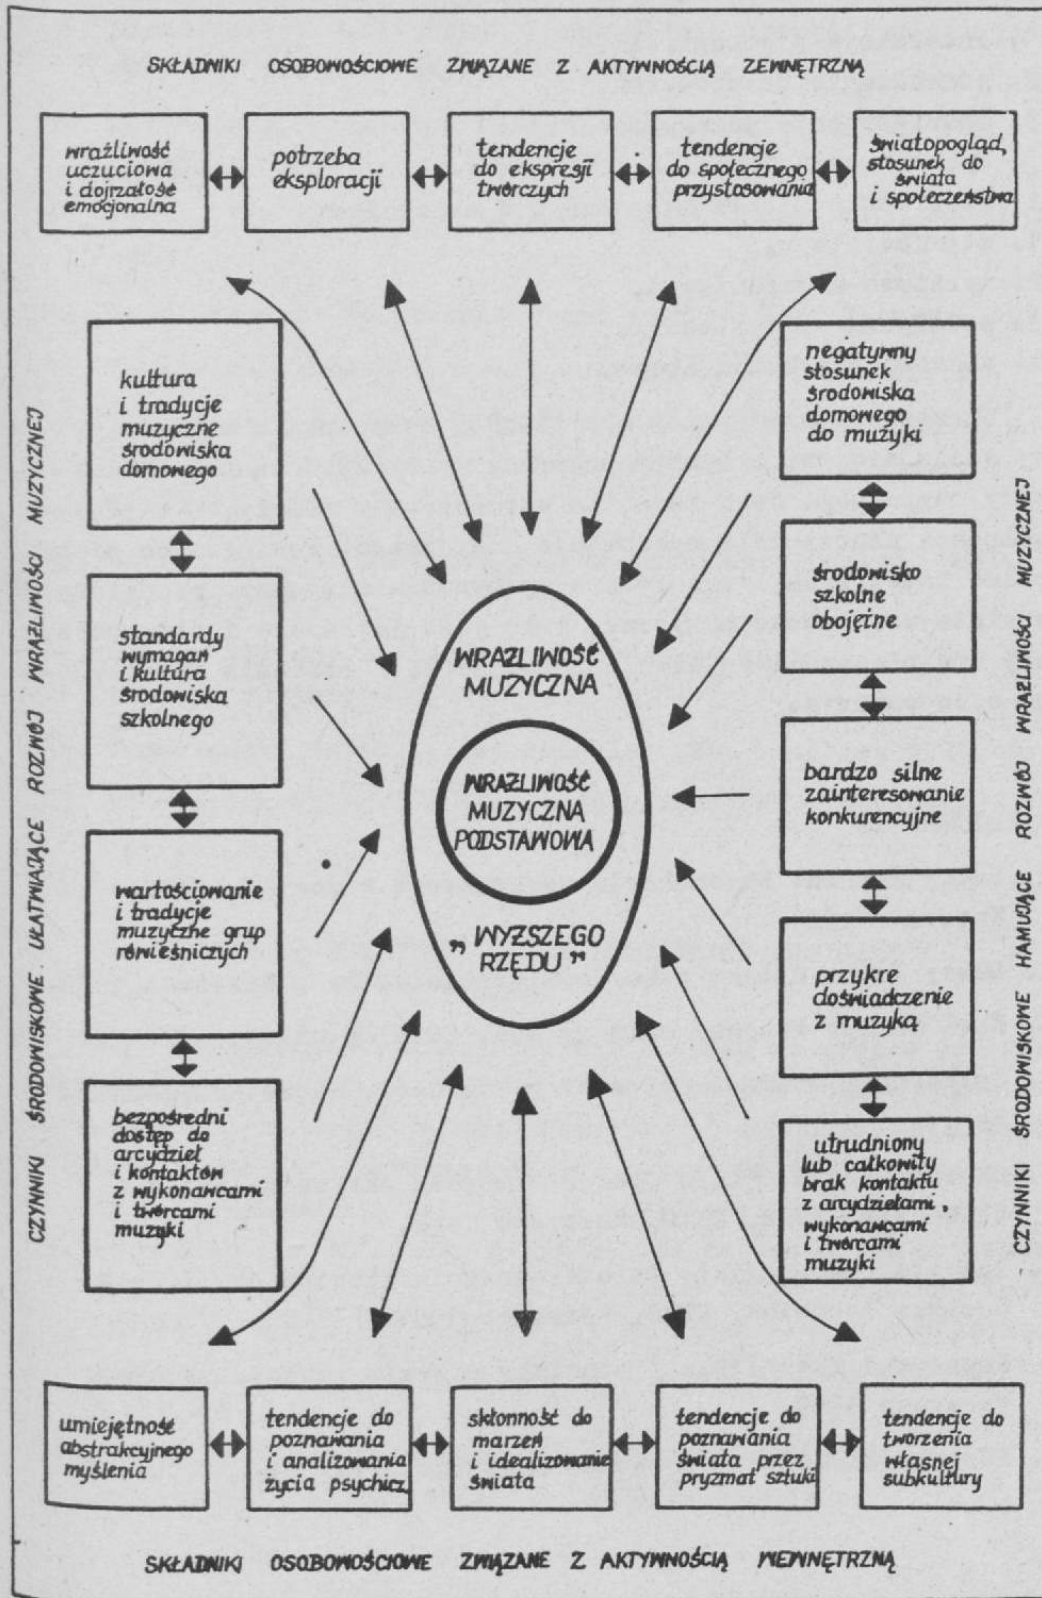 SKŁADNIKI OSOBOWOŚCIOWE ZWIĄZANE Z AKTYWNOŚCIĄ ZEWNĘTRZNĄ
wrażliwość
uczuciowa
i dojrzałość
emocjonalna
potrzeba
eksploracji
tendencje
do ekspresji
twórczych
tendencje
do społecznego
przystosowania
światopogląd,
stosunek do
świata
i społeczeństwa
CZYNNIKI ŚRODOWISKOWE UŁATWIAJĄCE ROZWÓJ WRAŻLIWOŚCI MUZYCZNEJ
kultura
i tradycje
muzyczne
środowiska
domowego
standardy
wymagań
i kultura
środowiska
szkolnego
wartościowanie
i tradycje
muzyczne grup
rówieśniczych
bezpośredni
dostęp do
arcydzieł
i kontaktów
z wykonawcami
i twórcami
muzyki
WRAŻLIWOŚĆ
MUZYCZNA
WRAŻLIWOŚĆ
MUZYCZNA
PODSTAWOWA
„ WYŻSZEGO
RZĘDU ”
negatywny
stosunek
środowiska
domowego
do muzyki
środowisko
szkolne
obojętne
bardzo silne
zainteresowanie
konkurencyjne
przykre
doświadczenie
z muzyką
utrudniony
lub całkowity
brak kontaktu
z arcydziełami,
wykonawcami
i twórcami
muzyki
CZYNNIKI ŚRODOWISKOWE HAMUJĄCE ROZWÓJ WRAŻLIWOŚCI MUZYCZNEJ
umiejętność
abstrakcyjnego
myślenia
tendencje do
poznawania
i analizowania
życia psychicz.
skłonność do
marzeń
i idealizowanie
świata
tendencje do
poznawania
świata przez
pryzmat sztuki
tendencje do
tworzenia
własnej
subkultury
SKŁADNIKI OSOBOWOŚCIOWE ZWIĄZANE Z AKTYWNOŚCIĄ WEWNĘTRZNĄ